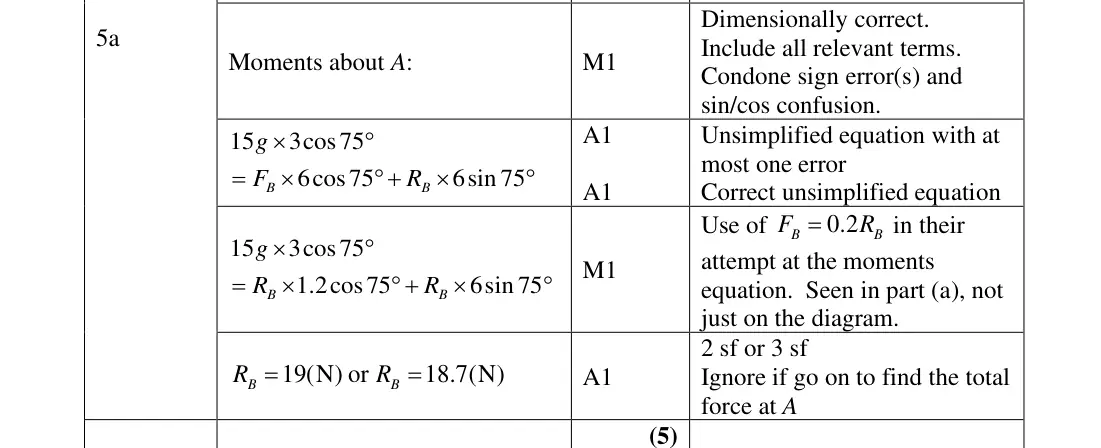 5a
Moments about A:
M1
Dimensionally correct.
Include all relevant terms.
Condone sign error(s) and
sin/cos confusion.
15g × 3cos 75°
= F_B × 6cos 75° + R_B × 6sin 75°
A1
A1
Unsimplified equation with at
most one error
Correct unsimplified equation
15g × 3cos 75°
= R_B × 1.2cos 75° + R_B × 6sin 75°
M1
Use of F_B = 0.2R_B in their
attempt at the moments
equation. Seen in part (a), not
just on the diagram.
R_B = 19(N) or R_B = 18.7(N)
A1
2 sf or 3 sf
Ignore if go on to find the total
force at A
(5)